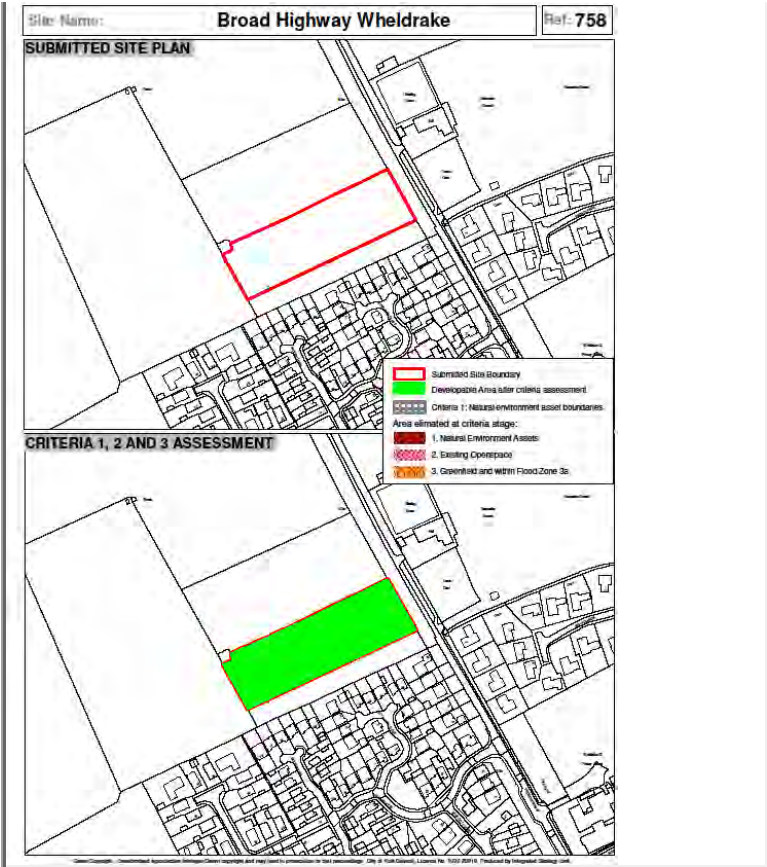 Site Name: Broad Highway Wheldrake Ref: 758
SUBMITTED SITE PLAN
Submitted Site Boundary
Developable Area after criteria assessment
Criteria 1: Natural environment asset boundaries
Area elimated at criteria stage:
1. Natural Environment Assets
2. Existing Openspace
3. Greenfield and within Flood Zone 3a
CRITERIA 1, 2 AND 3 ASSESSMENT